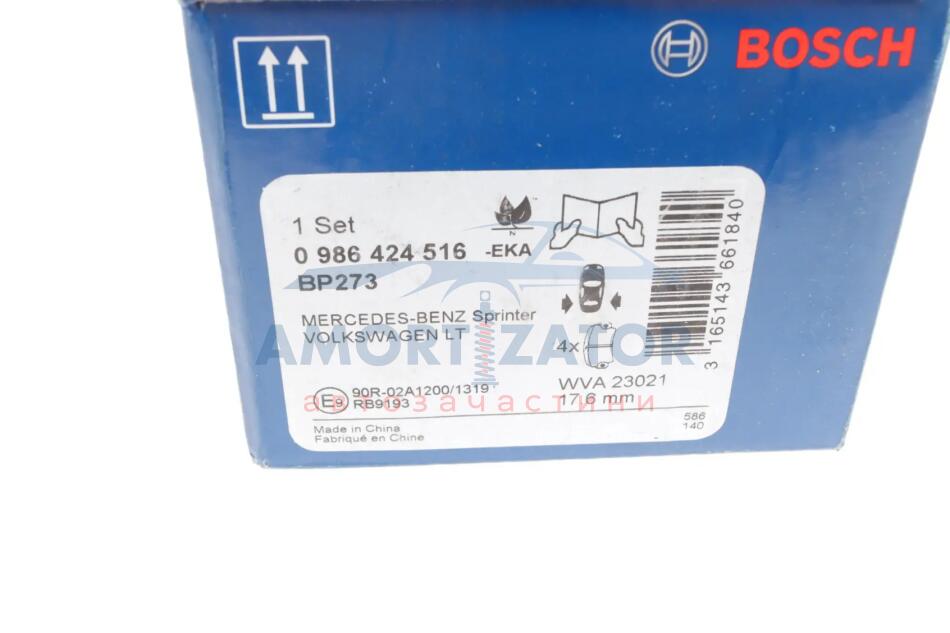 BOSCH
1 Set
0 986 424 516 -EKA
BP273
N
MERCEDES-BENZ Sprinter
VOLKSWAGEN LT
4x
AMORTIZATOR
автозачастини
E9
90R-02A1200/1319
RB9193
WVA 23021
17,6 mm
Made in China
Fabriqué en Chine
586
140
3 165143 661840